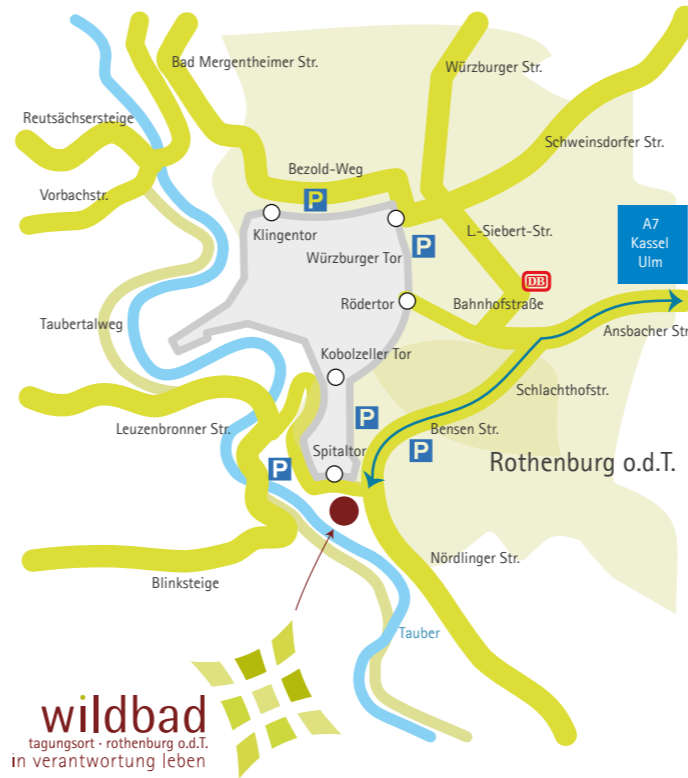 Bad Mergentheimer Str.
Würzburger Str.
Reutsächsersteige
Schweinsdorfer Str.
Bezold-Weg
Vorbachstr.
P
A7
Kassel
Ulm
Klingentor
L.-Siebert-Str.
P
Würzburger Tor
DB
Rödertor
Bahnhofstraße
Taubertalweg
Ansbacher Str
Kobolzeller Tor
Schlachthofstr.
P
Leuzenbronner Str.
Bensen Str.
P
Spitaltor
P
Rothenburg o.d.T.
Nördlinger Str.
Blinksteige
Tauber
wildbad
tagungsort · rothenburg o.d.T.
in verantwortung leben